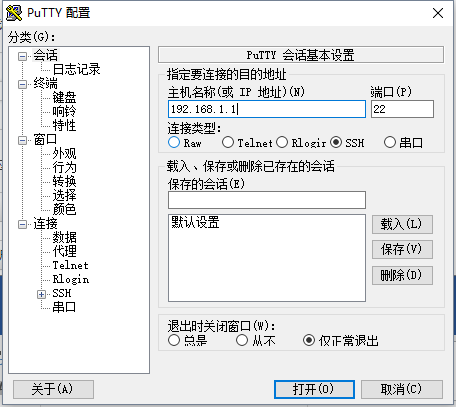 PuTTY 配置
分类(G):
会话
日志记录
终端
键盘
响铃
特性
窗口
外观
行为
转换
选择
颜色
连接
数据
代理
Telnet
Rlogin
SSH
串口
PuTTY 会话基本设置
指定要连接的目的地址
主机名称(或 IP 地址)(N) 端口(P)
192.168.1.1 22
连接类型:
Raw Telnet Rlogin SSH 串口
载入、保存或删除已存在的会话
保存的会话(E)
默认设置
载入(L)
保存(V)
删除(D)
退出时关闭窗口(W):
总是 从不 仅正常退出
关于(A) 打开(O) 取消(C)